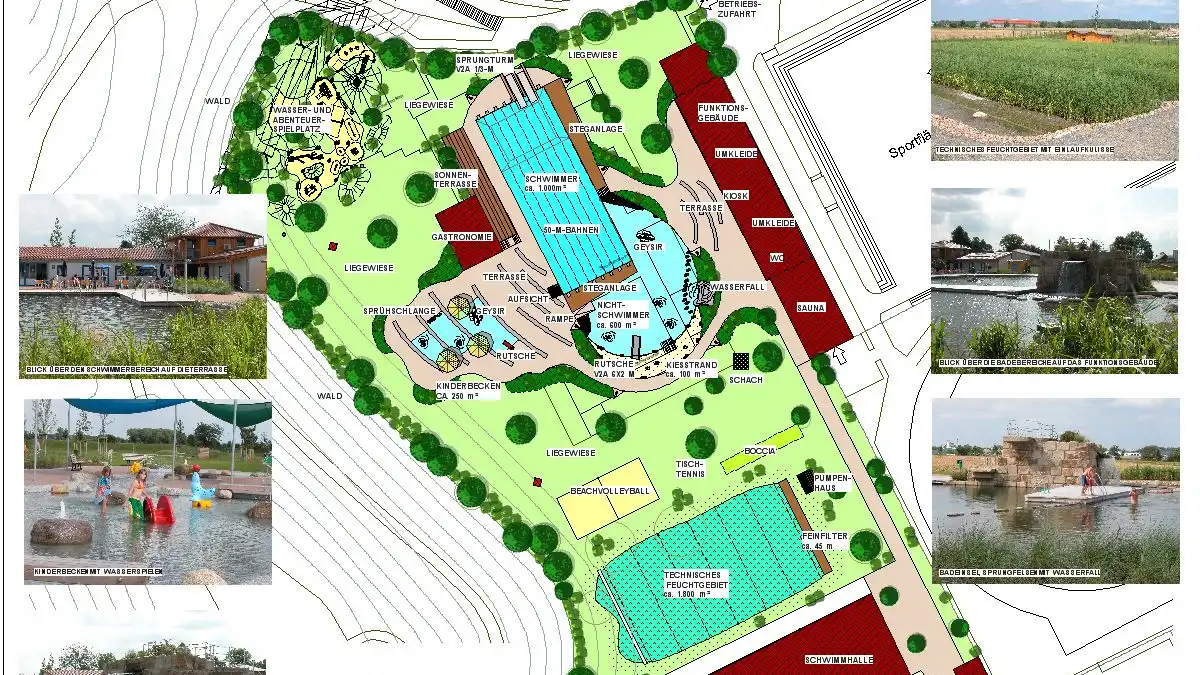 BETRIEBS-
ZUFAHRT
SPRUNGTURM
V2A 1/3-M
LIEGEWIESE
WALD
LIEGEWIESE
WASSER- UND
ABENTEUER-
SPIELPLATZ
FUNKTIONS-
GEBÄUDE
STEGANLAGE
Sportflä
TECHNISCHES FEUCHTGEBIET MIT EINLAUFKULISSE
UMKLEIDE
SONNEN-
TERRASSE
SCHWIMMER
ca. 1.000m²
KIOSK
TERRASSE
UMKLEIDE
50-M-BAHNEN
GASTRONOMIE
GEYSIR
WC
LIEGEWIESE
TERRASSE
STEGANLAGE
WASSERFALL
AUFSICHT
SPRÜHSCHLANGE
GEYSIR
RAMPE
NICHT-
SCHWIMMER
ca. 600 m²
SAUNA
RUTSCHE
RUTSCHE
V2A 6X2 M
KIESSTRAND
ca. 100 m²
SCHACH
BLICK ÜBER DEN SCHWIMMERBEREICH AUF DIE TERRASSE
BLICK ÜBER DIE BADEBEREICHE AUF DAS FUNKTIONSGEBÄUDE
KINDERBECKEN
CA. 250 m²
WALD
LIEGEWIESE
BOCCIA
TISCH-
TENNIS
PUMPEN-
HAUS
BEACHVOLLEYBALL
FEINFILTER
ca. 45 m
TECHNISCHES
FEUCHTGEBIET
ca. 1.800 m²
KINDERBECKEN MIT WASSERSPIELEN
BADEINSEL, SPRUNGFELSEN MIT WASSERFALL
SCHWIMMHALLE